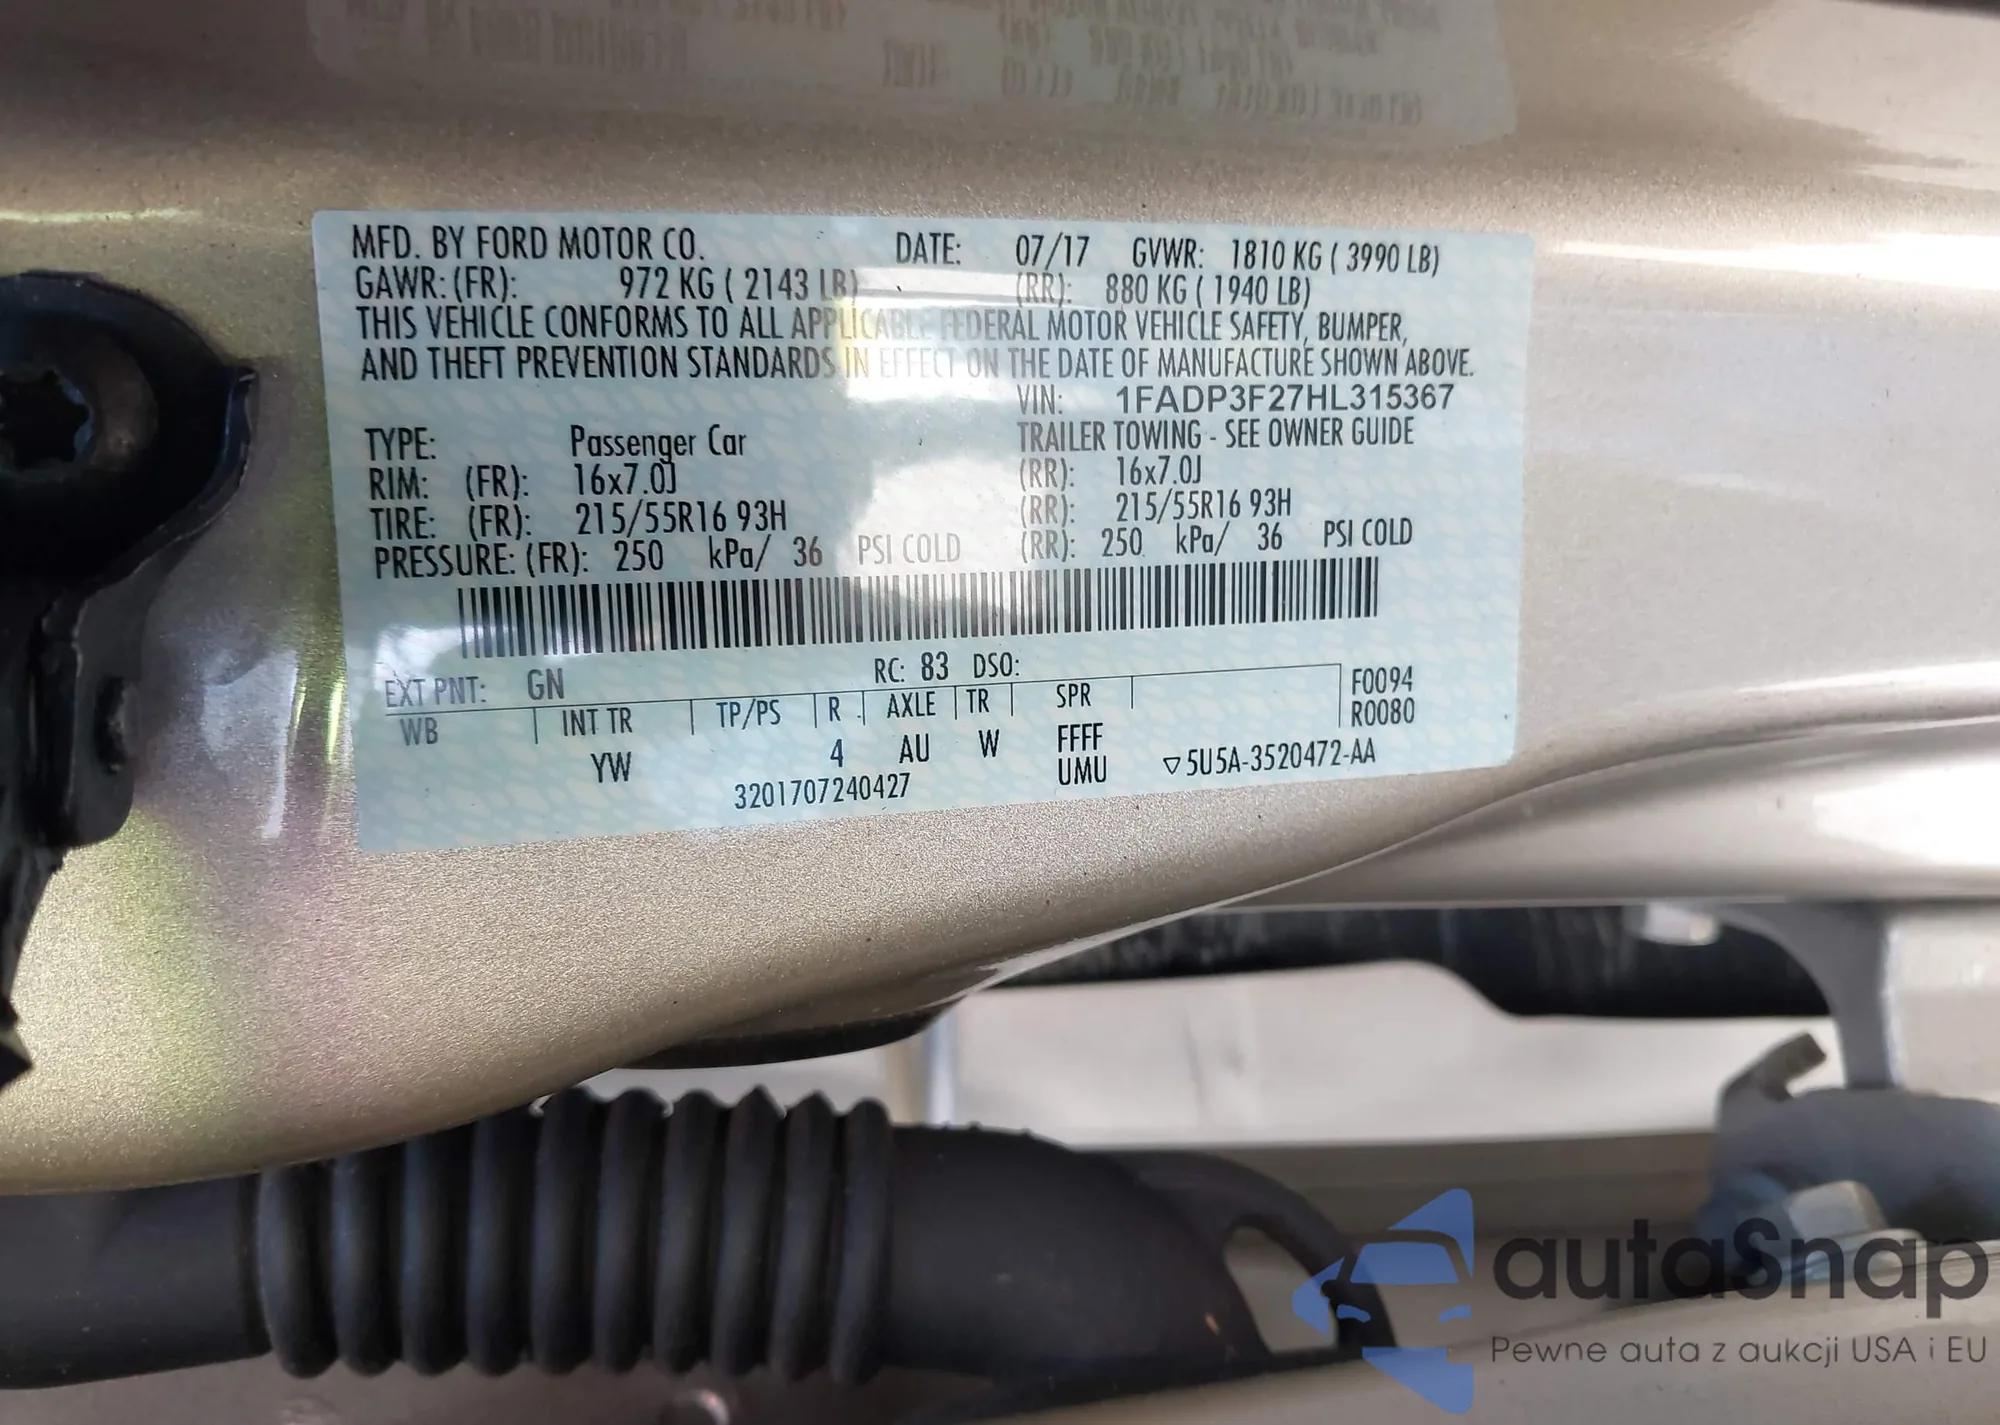 MFD. BY FORD MOTOR CO. DATE: 07/17 GVWR: 1810 KG ( 3990 LB)
GAWR: (FR): 972 KG ( 2143 LB) (RR): 880 KG ( 1940 LB)
THIS VEHICLE CONFORMS TO ALL APPLICABLE FEDERAL MOTOR VEHICLE SAFETY, BUMPER,
AND THEFT PREVENTION STANDARDS IN EFFECT ON THE DATE OF MANUFACTURE SHOWN ABOVE.
VIN: 1FADP3F27HL315367
TYPE: Passenger Car TRAILER TOWING - SEE OWNER GUIDE
RIM: (FR): 16x7.0J (RR): 16x7.0J
TIRE: (FR): 215/55R16 93H (RR): 215/55R16 93H
PRESSURE: (FR): 250 kPa/ 36 PSI COLD (RR): 250 kPa/ 36 PSI COLD
EXT PNT: GN RC: 83 DSO:
WB INT TR TP/PS R AXLE TR SPR F0094
R0080
YW 4 AU W FFFF
UMU ▽5U5A-3520472-AA
3201707240427
autaSnap
Pewne auta z aukcji USA i EU